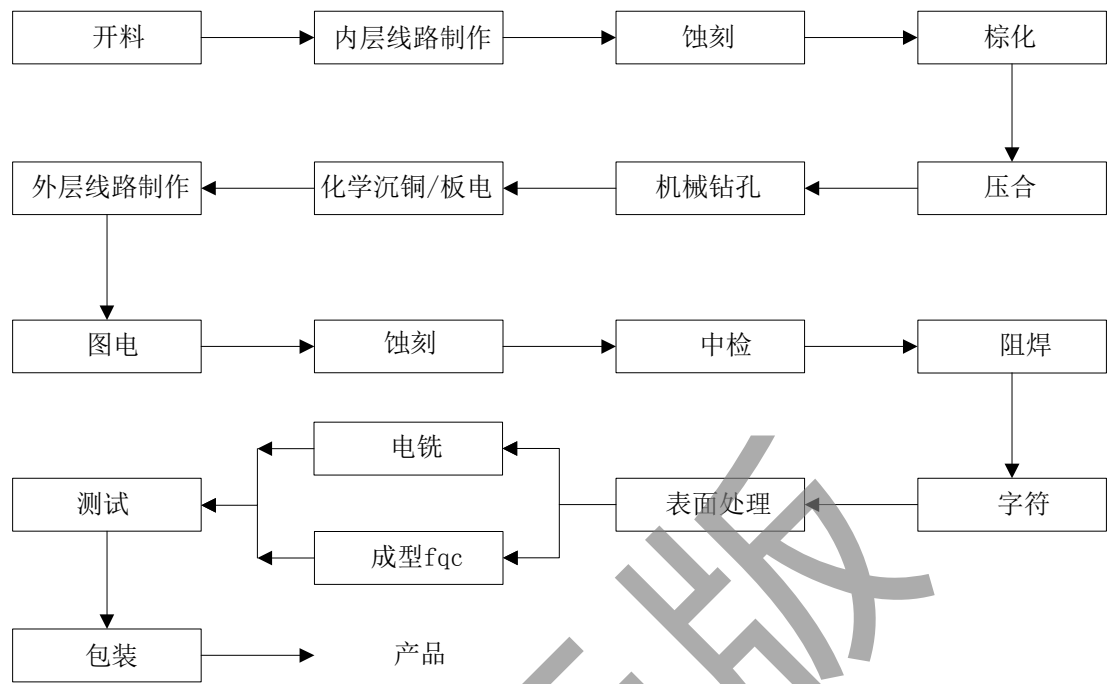 开料
内层线路制作
蚀刻
棕化
压合
机械钻孔
化学沉铜/板电
外层线路制作
图电
蚀刻
中检
阻焊
字符
表面处理
电铣
成型fqc
测试
包装
产品
版